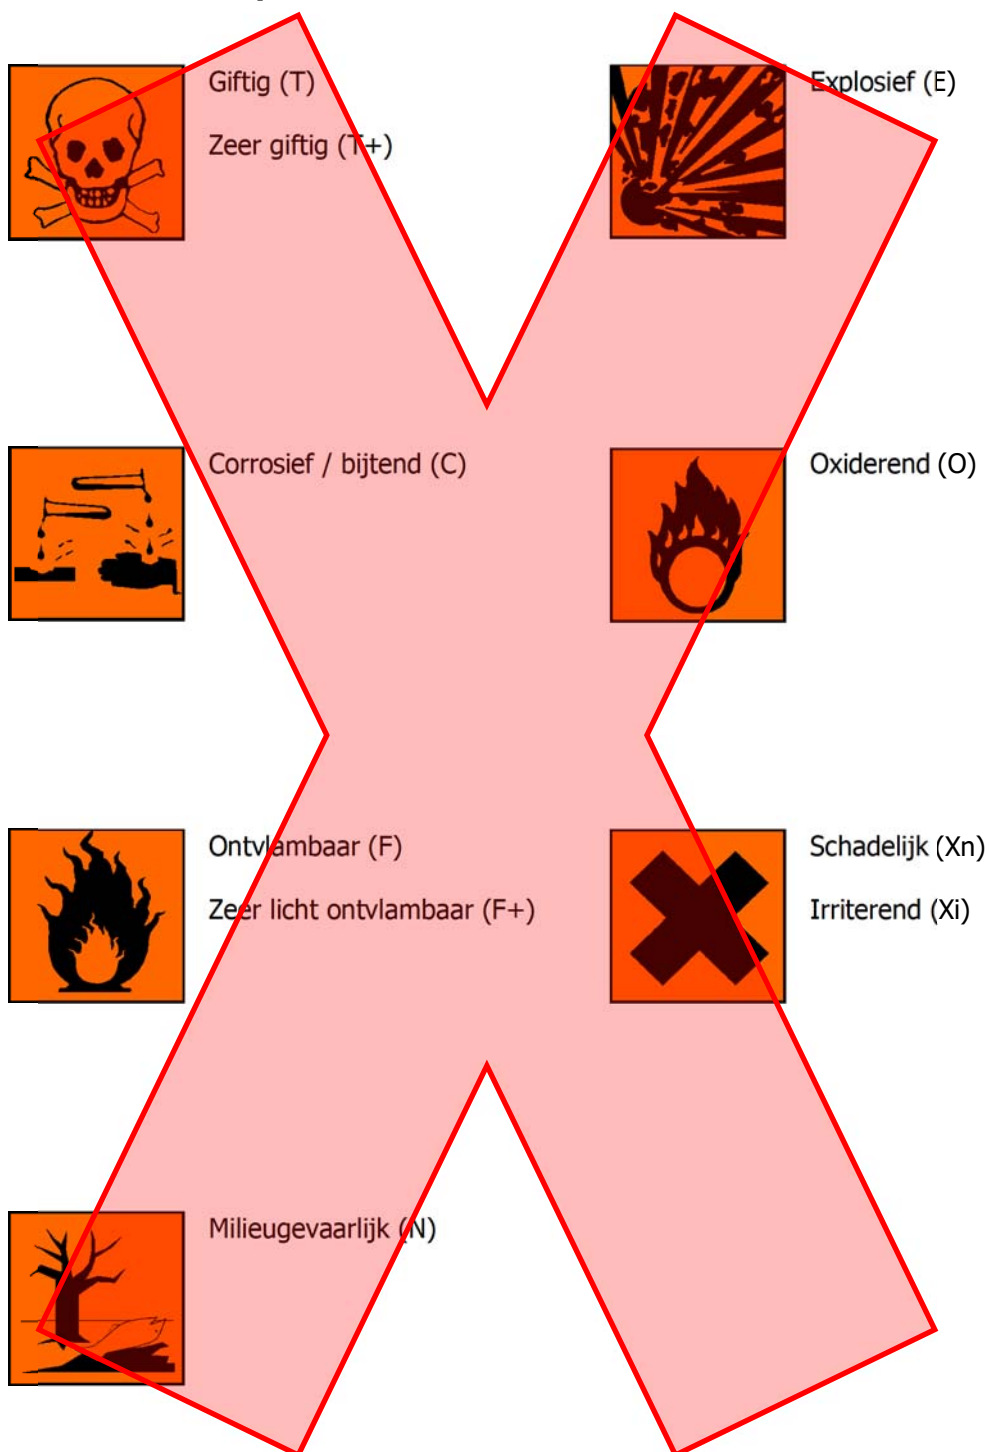 Giftig (T)
Zeer giftig (T+)
Explosief (E)
Corrosief / bijtend (C)
Oxiderend (O)
Ontvlambaar (F)
Zeer licht ontvlambaar (F+)
Schadelijk (Xn)
Irriterend (Xi)
Milieugevaarlijk (N)